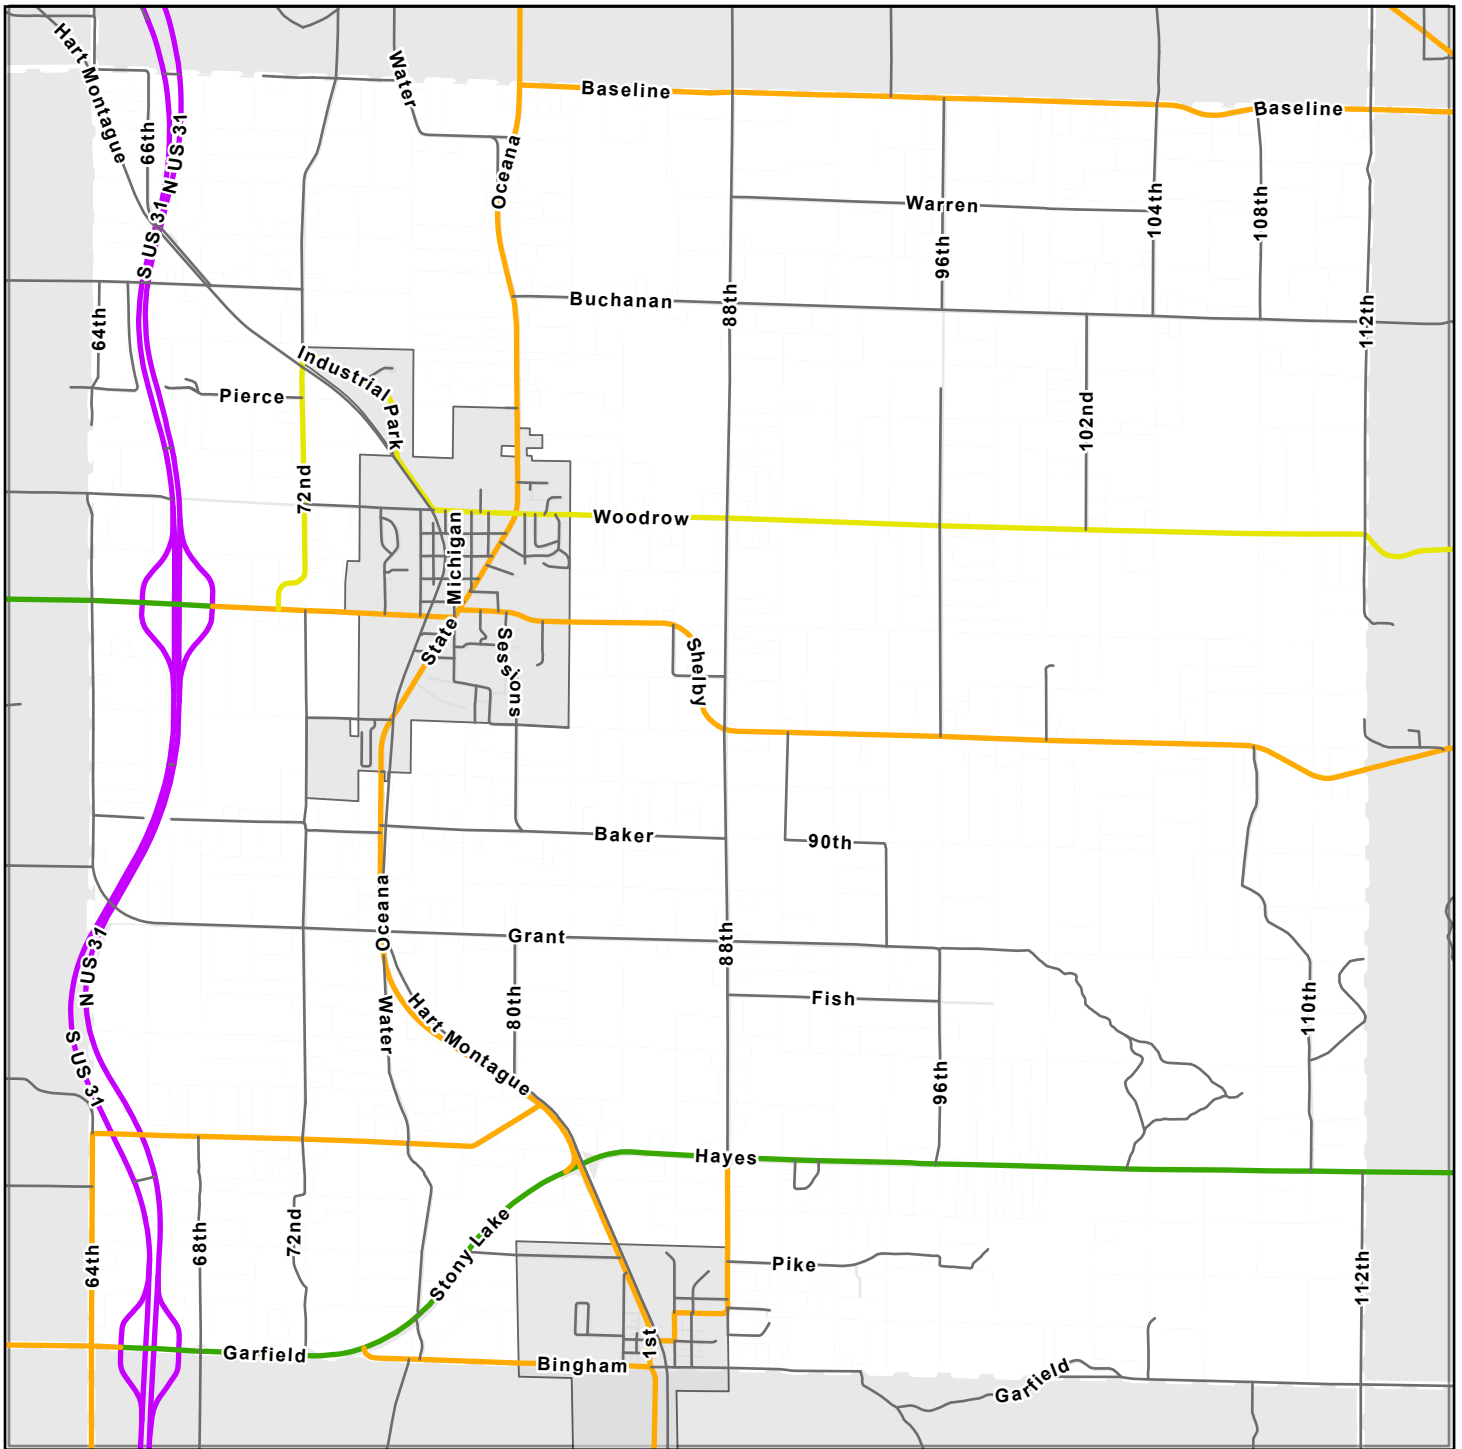 Hart-Montague
Water
66th
N US 31
Baseline
Baseline
Oceana
Warren
104th
108th
96th
S US 31
Buchanan
88th
112th
64th
Industrial Park
Pierce
102nd
72nd
Woodrow
Michigan
State
Sessions
Shelby
Baker
90th
Oceana
Grant
88th
N US 31
Fish
80th
110th
Water
Hart-Montague
S US 31
96th
Hayes
68th
72nd
Stony Lake
64th
Pike
112th
1st
Garfield
Bingham
Garfield